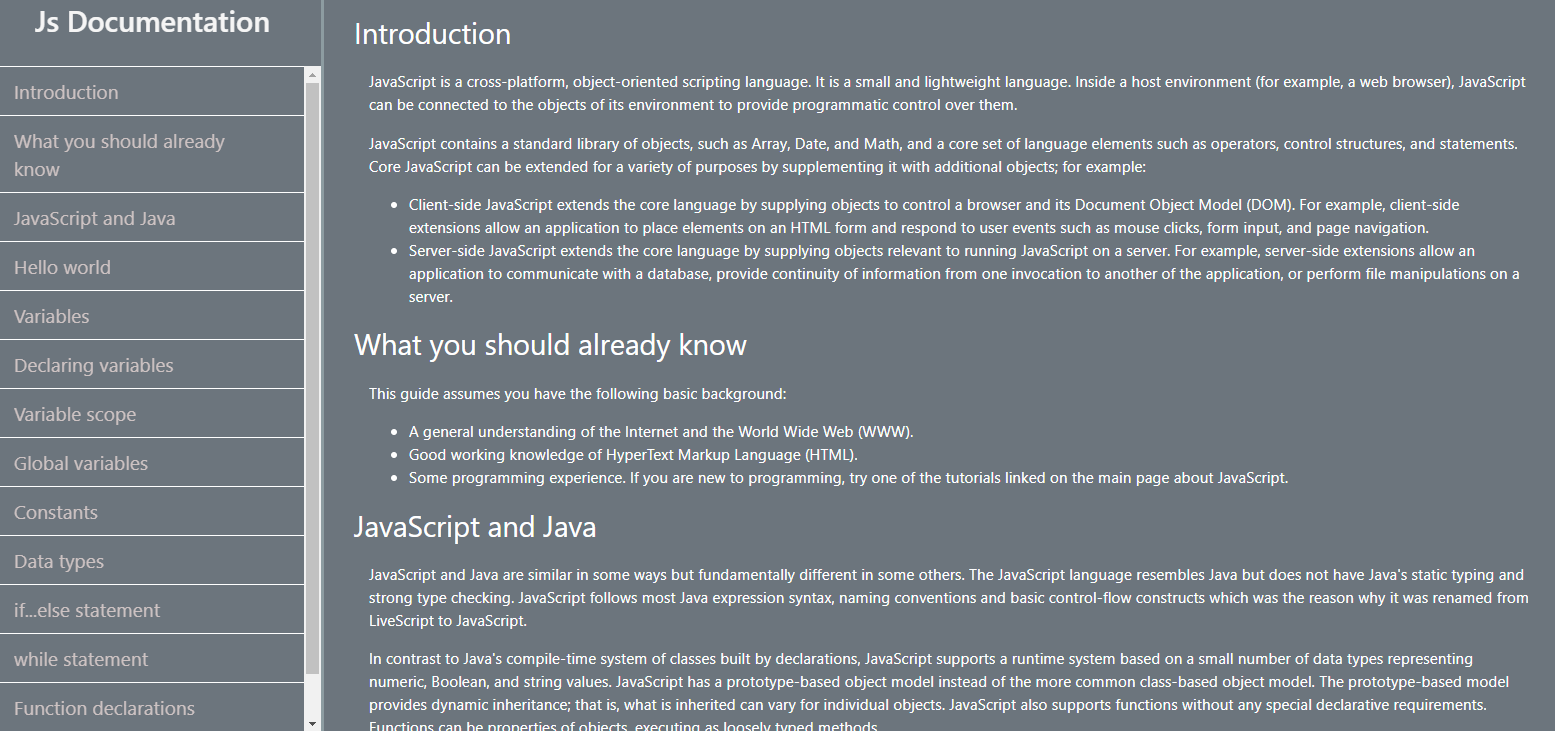 Js Documentation
Introduction
What you should already
know
JavaScript and Java
Hello world
Variables
Declaring variables
Variable scope
Global variables
Constants
Data types
if...else statement
while statement
Function declarations
Introduction
JavaScript is a cross-platform, object-oriented scripting language. It is a small and lightweight language. Inside a host environment (for example, a web browser), JavaScript
can be connected to the objects of its environment to provide programmatic control over them.
JavaScript contains a standard library of objects, such as Array, Date, and Math, and a core set of language elements such as operators, control structures, and statements.
Core JavaScript can be extended for a variety of purposes by supplementing it with additional objects; for example:
• Client-side JavaScript extends the core language by supplying objects to control a browser and its Document Object Model (DOM). For example, client-side
extensions allow an application to place elements on an HTML form and respond to user events such as mouse clicks, form input, and page navigation.
• Server-side JavaScript extends the core language by supplying objects relevant to running JavaScript on a server. For example, server-side extensions allow an
application to communicate with a database, provide continuity of information from one invocation to another of the application, or perform file manipulations on a
server.
What you should already know
This guide assumes you have the following basic background:
• A general understanding of the Internet and the World Wide Web (WWW).
• Good working knowledge of HyperText Markup Language (HTML).
• Some programming experience. If you are new to programming, try one of the tutorials linked on the main page about JavaScript.
JavaScript and Java
JavaScript and Java are similar in some ways but fundamentally different in some others. The JavaScript language resembles Java but does not have Java's static typing and
strong type checking. JavaScript follows most Java expression syntax, naming conventions and basic control-flow constructs which was the reason why it was renamed from
LiveScript to JavaScript.
In contrast to Java's compile-time system of classes built by declarations, JavaScript supports a runtime system based on a small number of data types representing
numeric, Boolean, and string values. JavaScript has a prototype-based object model instead of the more common class-based object model. The prototype-based model
provides dynamic inheritance; that is, what is inherited can vary for individual objects. JavaScript also supports functions without any special declarative requirements.
Functions can be properties of objects, executing as loosely typed methods.